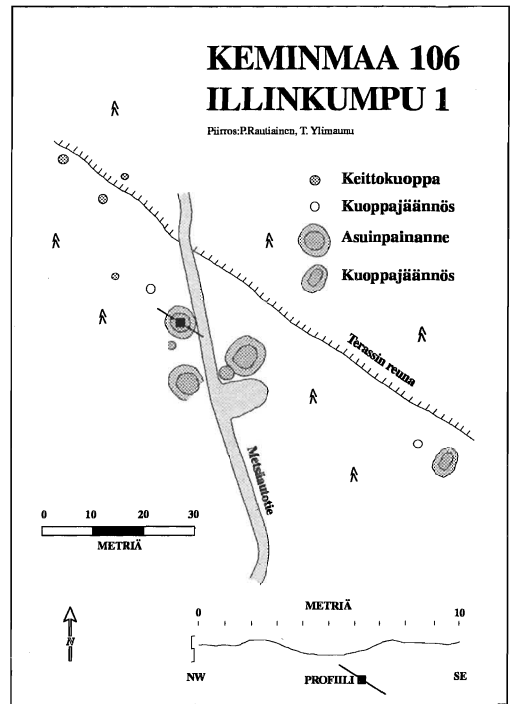 KEMINMAA 106
ILLINKUMPU 1
Piirros:P.Rautiainen, T. Ylimaunu
Keittokuoppa
Kuoppajäännös
Asuinpainanne
Kuoppajäännös
Terassin reuna
Metsäautotie
0 10 20 30
METRIÄ
N
METRIÄ
0 10
NW SE
PROFIILI